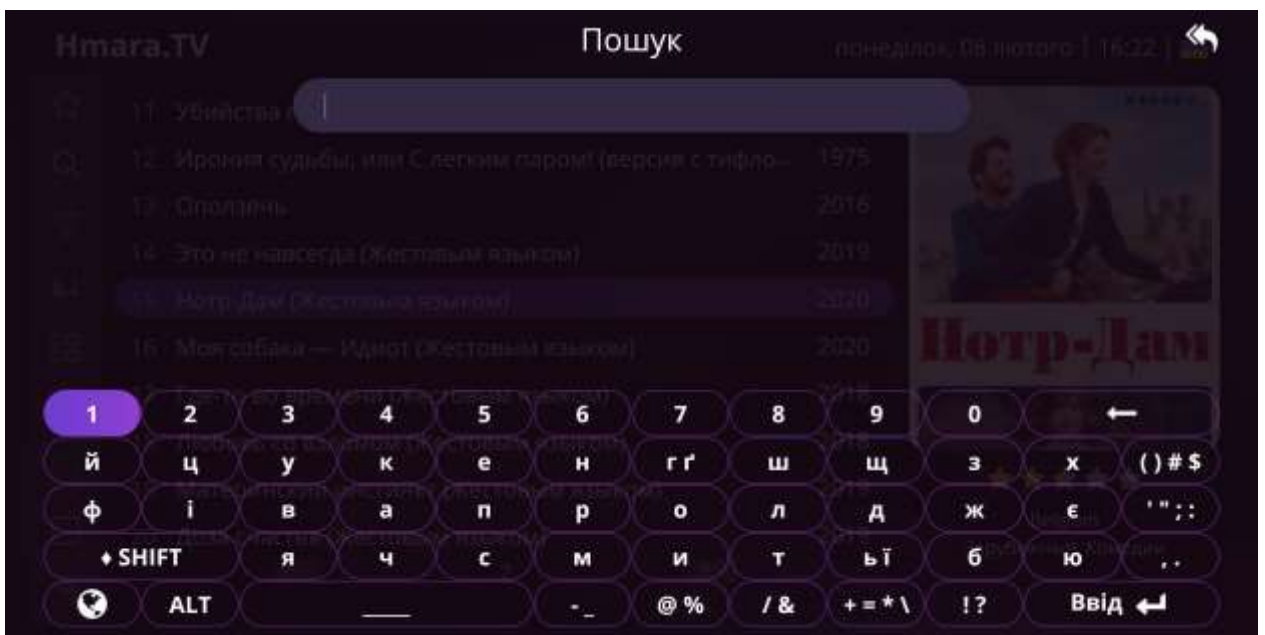 Hmara.TV
Пошук
понеділок, 06 лютого | 16:22 |
11 Убийства
12 Ирония судьбы, или С легким паром! (версия с тифло— 1975
13 Оползень 2016
14 Это не навсегда (Жестовым языком) 2019
15 Нотр-Дам (Жестовым языком) 2020
16 Моя собака — Идиот (Жестовым языком) 2020
Нотр-Дам
1 2 3 4 5 6 7 8 9 0
й ц у к е н г ґ ш щ з х ( ) # $
ф і в а п р о л д ж є ' " ; :
SHIFT я ч с м и т ь ї б ю , .
ALT - _ @ % / & + = * \ ! ? Ввід